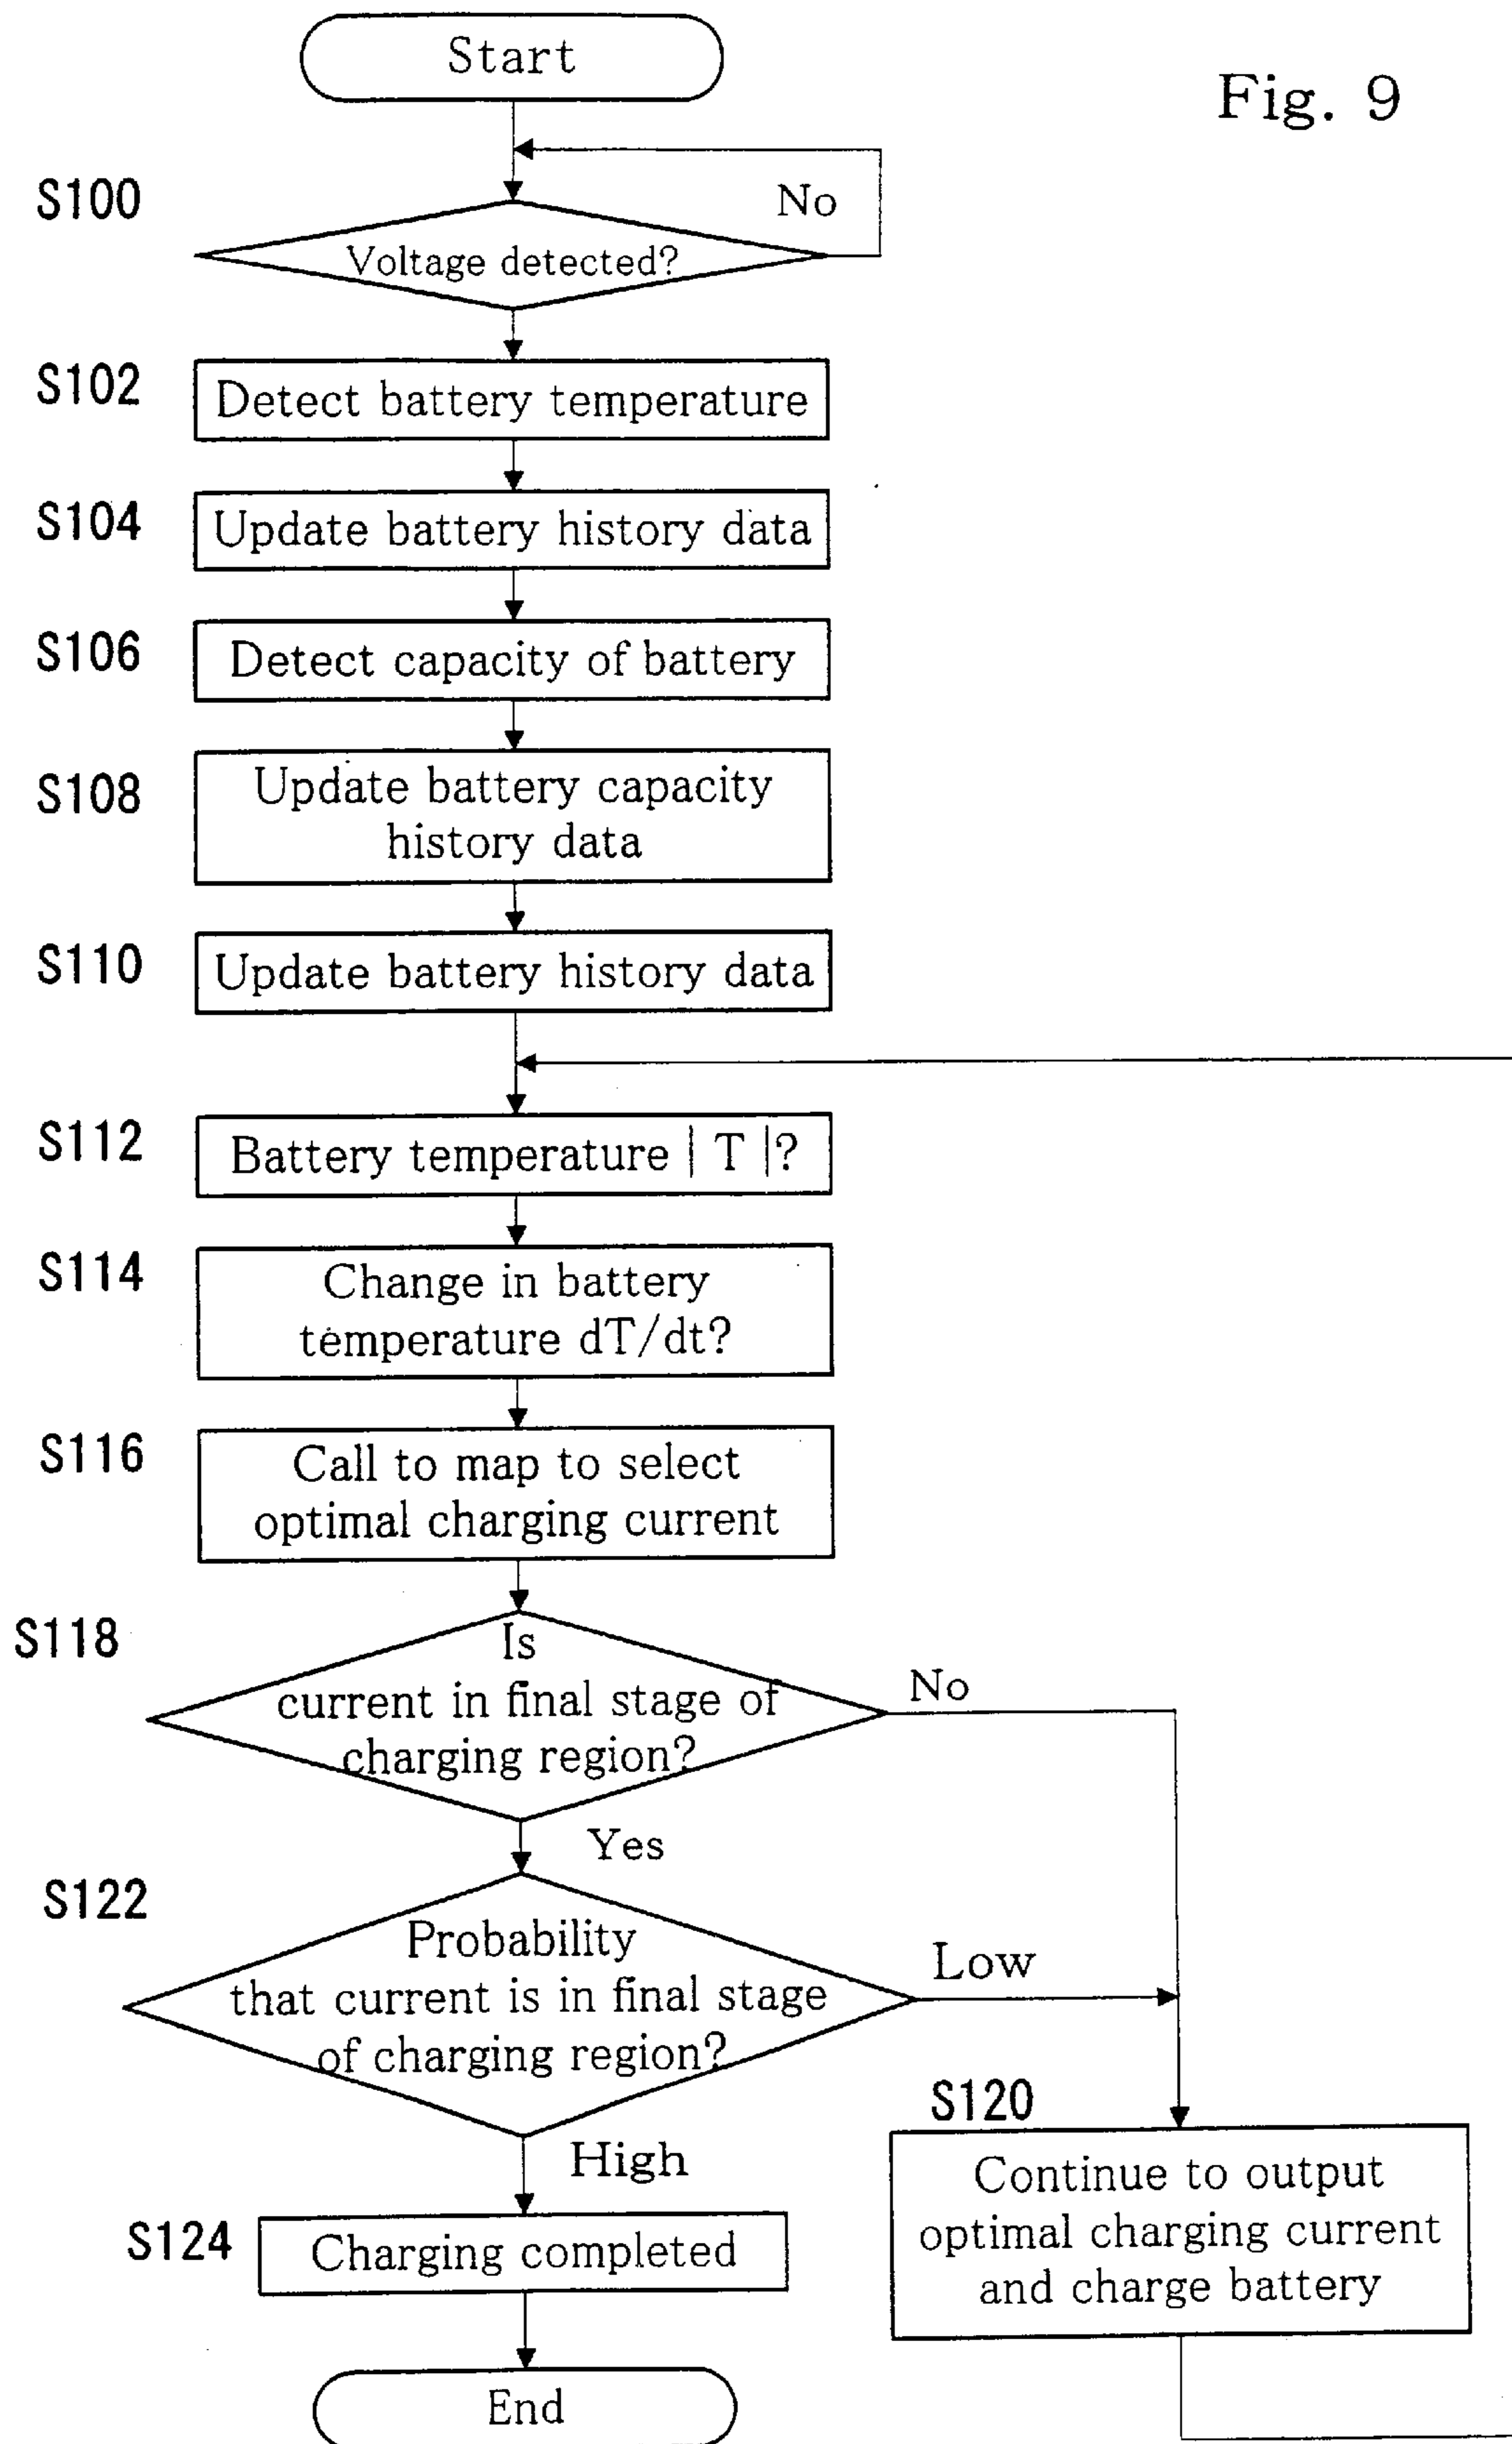 Start
Fig. 9
S100
No
Voltage detected?
S102
Detect battery temperature
S104
Update battery history data
S106
Detect capacity of battery
S108
Update battery capacity
history data
S110
Update battery history data
S112
Battery temperature | T |?
S114
Change in battery
temperature dT/dt?
S116
Call to map to select
optimal charging current
S118
Is
current in final stage of
charging region?
No
Yes
S122
Probability
that current is in final stage
of charging region?
Low
High
S120
Continue to output
optimal charging current
and charge battery
S124
Charging completed
End